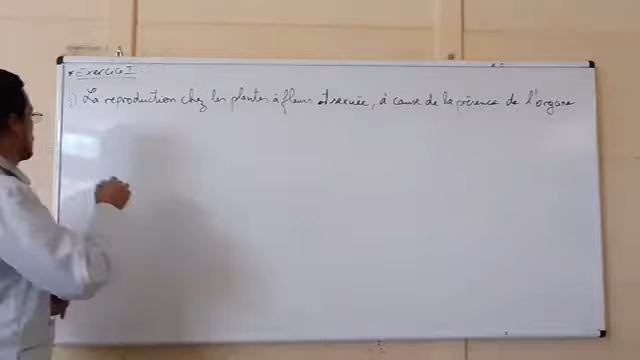 * Exercice I :
1) La reproduction chez les plantes à fleurs est sexuée, à cause de la présence de l'organe